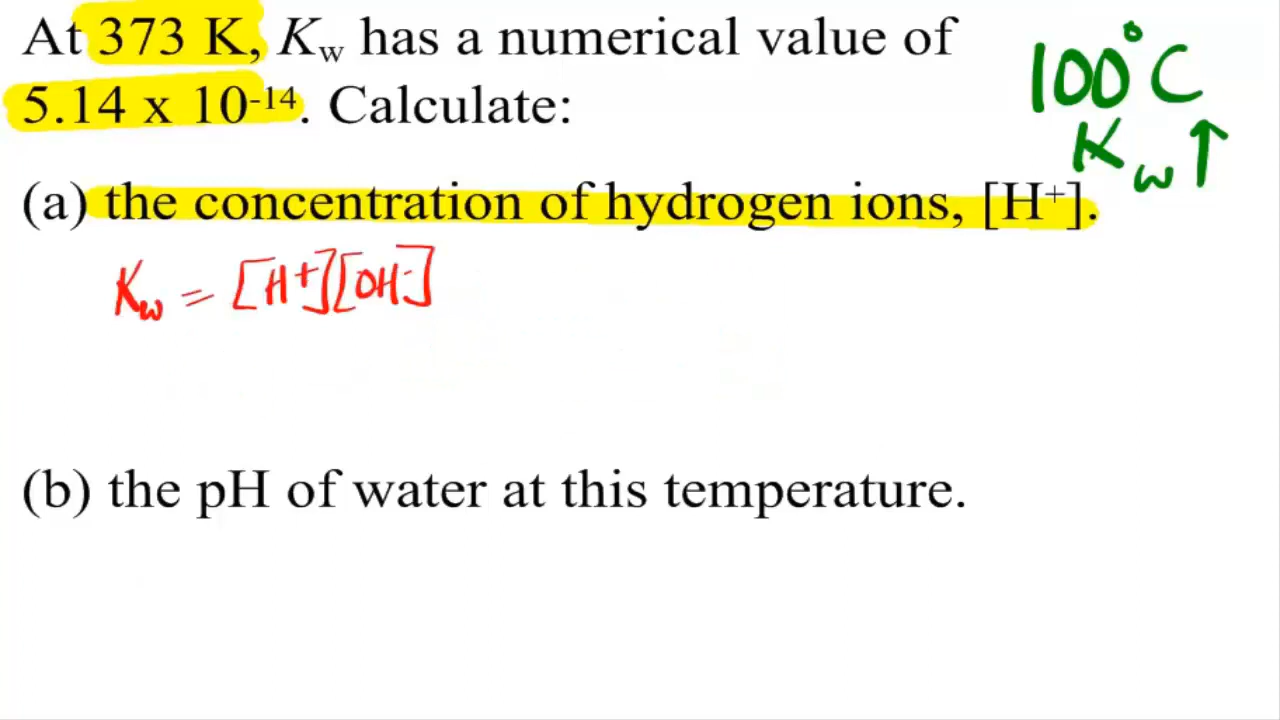 At 373 K, Kw has a numerical value of
5.14 x 10-14. Calculate:
100°C
Kw ↑
(a) the concentration of hydrogen ions, [H+].
Kw = [H+][OH-]
(b) the pH of water at this temperature.